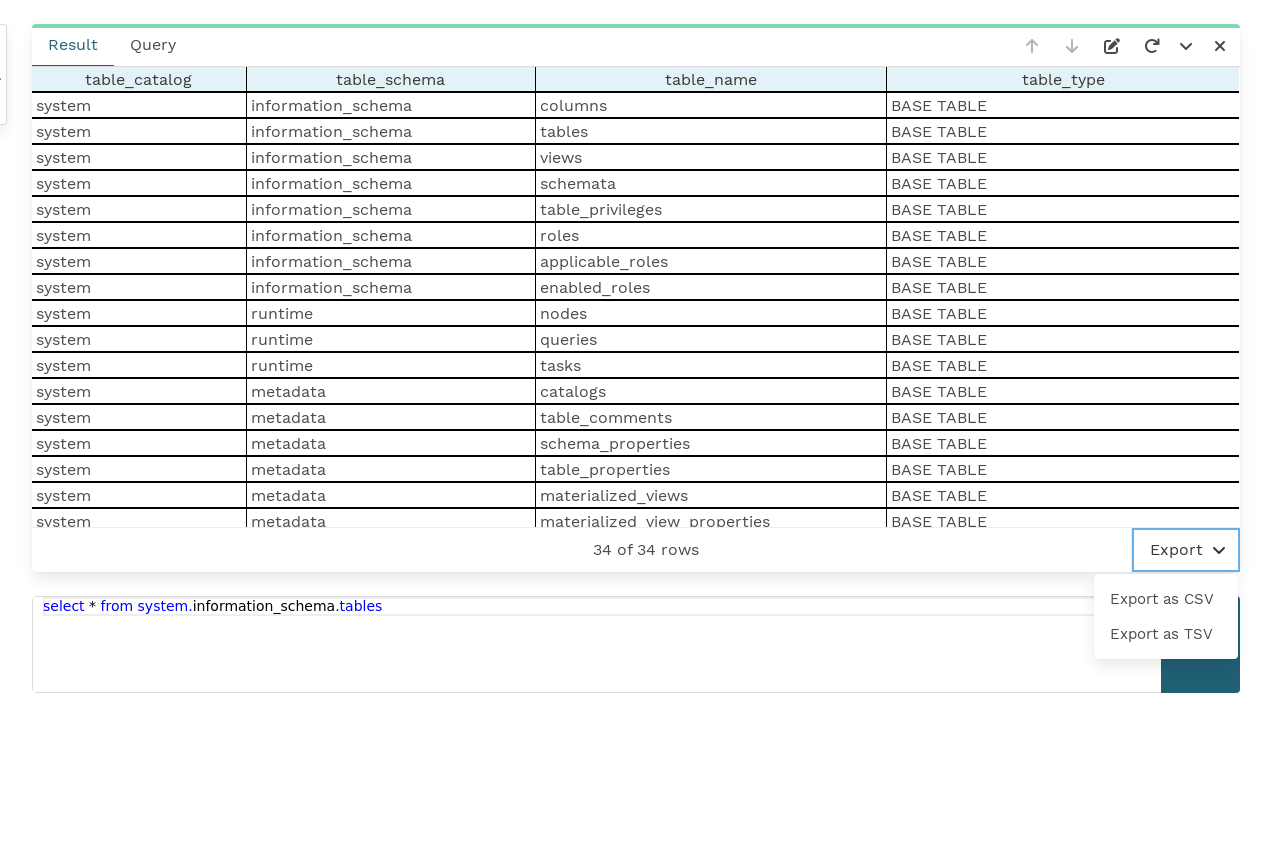 Result Query
table_catalog table_schema table_name table_type
system information_schema columns BASE TABLE
system information_schema tables BASE TABLE
system information_schema views BASE TABLE
system information_schema schemata BASE TABLE
system information_schema table_privileges BASE TABLE
system information_schema roles BASE TABLE
system information_schema applicable_roles BASE TABLE
system information_schema enabled_roles BASE TABLE
system runtime nodes BASE TABLE
system runtime queries BASE TABLE
system runtime tasks BASE TABLE
system metadata catalogs BASE TABLE
system metadata table_comments BASE TABLE
system metadata schema_properties BASE TABLE
system metadata table_properties BASE TABLE
system metadata materialized_views BASE TABLE
system metadata materialized_view_properties BASE TABLE
34 of 34 rows Export
Export as CSV
Export as TSV
select * from system.information_schema.tables